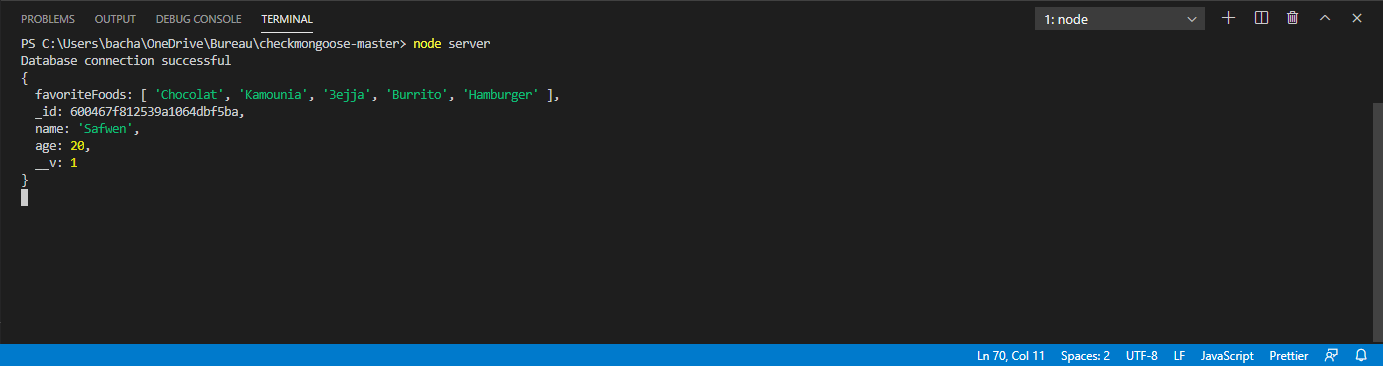 PROBLEMS OUTPUT DEBUG CONSOLE TERMINAL 1: node
PS C:\Users\bacha\OneDrive\Bureau\checkmongoose-master> node server
Database connection successful
{
  favoriteFoods: [ 'Chocolat', 'Kamounia', '3ejja', 'Burrito', 'Hamburger' ],
  _id: 600467f812539a1064dbf5ba,
  name: 'Safwen',
  age: 20,
  __v: 1
}
Ln 70, Col 11 Spaces: 2 UTF-8 LF JavaScript Prettier